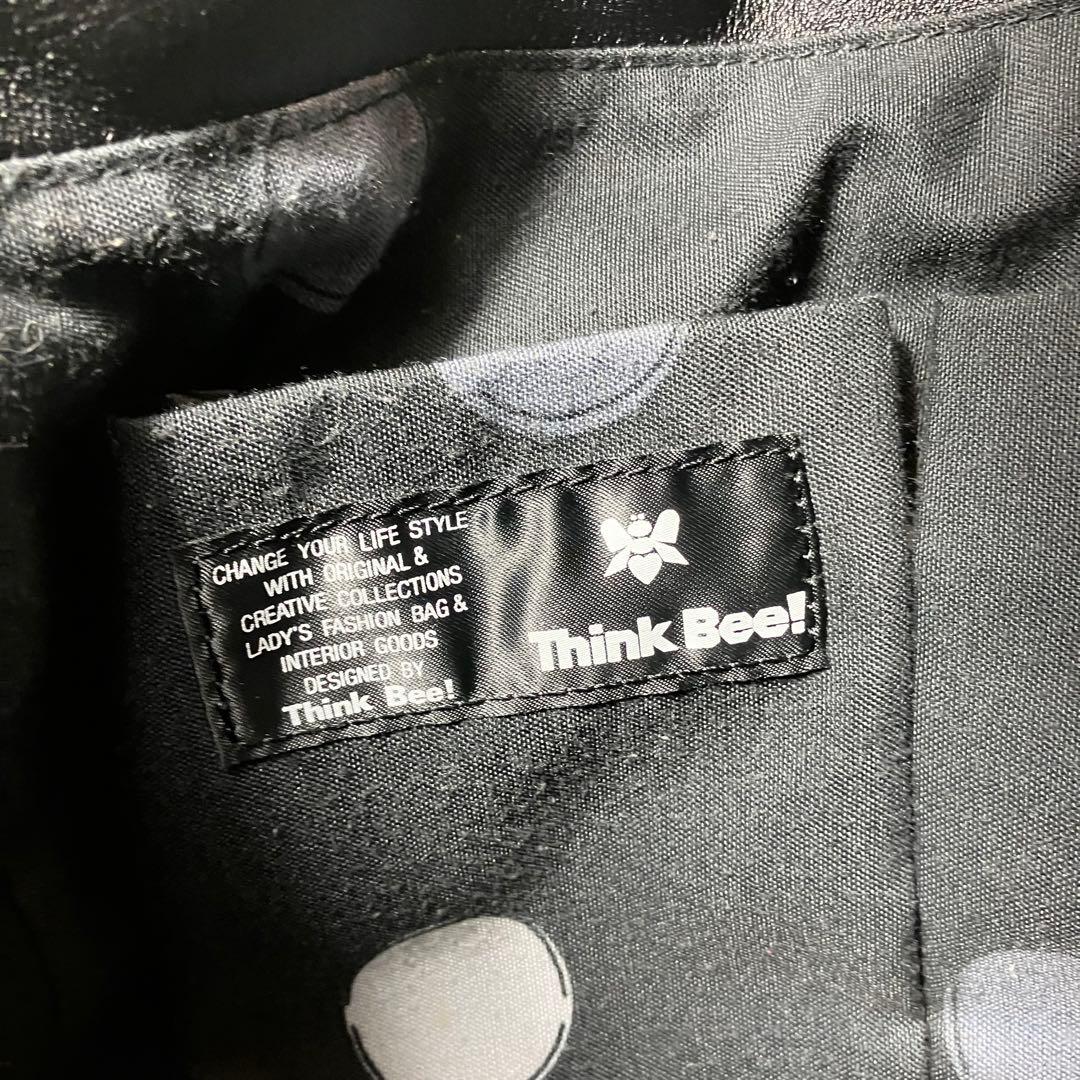 CHANGE YOUR LIFE STYLE
WITH ORIGINAL &
CREATIVE COLLECTIONS
LADY'S FASHION BAG &
INTERIOR GOODS
DESIGNED BY
Think Bee!
Think Bee!